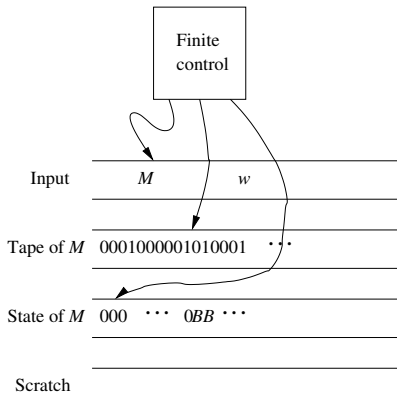 Finite
control
Input M w
Tape of M 0001000001010001 ···
State of M 000 ··· 0BB ···
Scratch